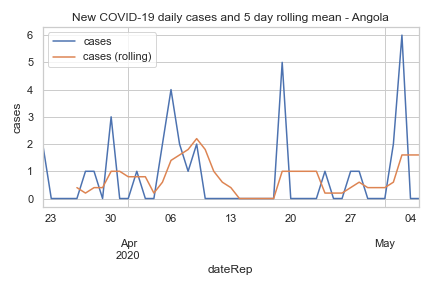 New COVID-19 daily cases and 5 day rolling mean - Angola
cases
cases (rolling)
cases
6
5
4
3
2
1
0
23 30 06 13 20 27 04
Apr May
2020
dateRep